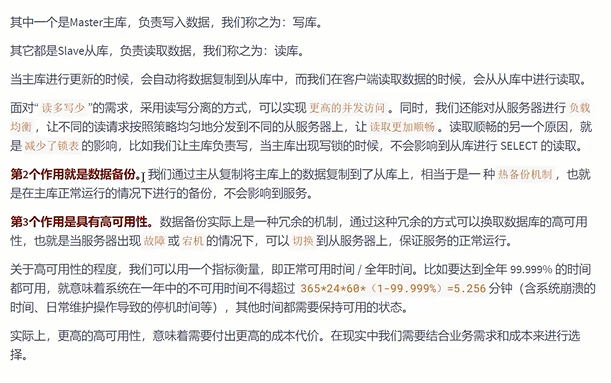 其中一个是Master主库，负责写入数据，我们称之为：写库。
其它都是Slave从库，负责读取数据，我们称之为：读库。
当主库进行更新的时候，会自动将数据复制到从库中，而我们在客户端读取数据的时候，会从从库中进行读取。
面对“读多写少”的需求，采用读写分离的方式，可以实现 更高的并发访问 。同时，我们还能对从服务器进行 负载
均衡 ，让不同的读请求按照策略均匀地分发到不同的从服务器上，让 读取更加顺畅 。读取顺畅的另一个原因，就
是 减少了锁表 的影响，比如我们让主库负责写，当主库出现写锁的时候，不会影响到从库进行 SELECT 的读取。
第2个作用就是数据备份。我们通过主从复制将主库上的数据复制到了从库上，相当于是一种 热备份机制 ，也就
是在主库正常运行的情况下进行的备份，不会影响到服务。
第3个作用是具有高可用性。数据备份实际上是一种冗余的机制，通过这种冗余的方式可以换取数据库的高可用
性，也就是当服务器出现 故障 或 宕机 的情况下，可以 切换 到从服务器上，保证服务的正常运行。
关于高可用性的程度，我们可以用一个指标衡量，即正常可用时间 / 全年时间。比如要达到全年 99.999% 的时间
都可用，就意味着系统在一年中的不可用时间不得超过 365*24*60*（1-99.999%）=5.256 分钟（含系统崩溃的
时间、日常维护操作导致的停机时间等），其他时间都需要保持可用的状态。
实际上，更高的高可用性，意味着需要付出更高的成本代价。在现实中我们需要结合业务需求和成本来进行选
择。